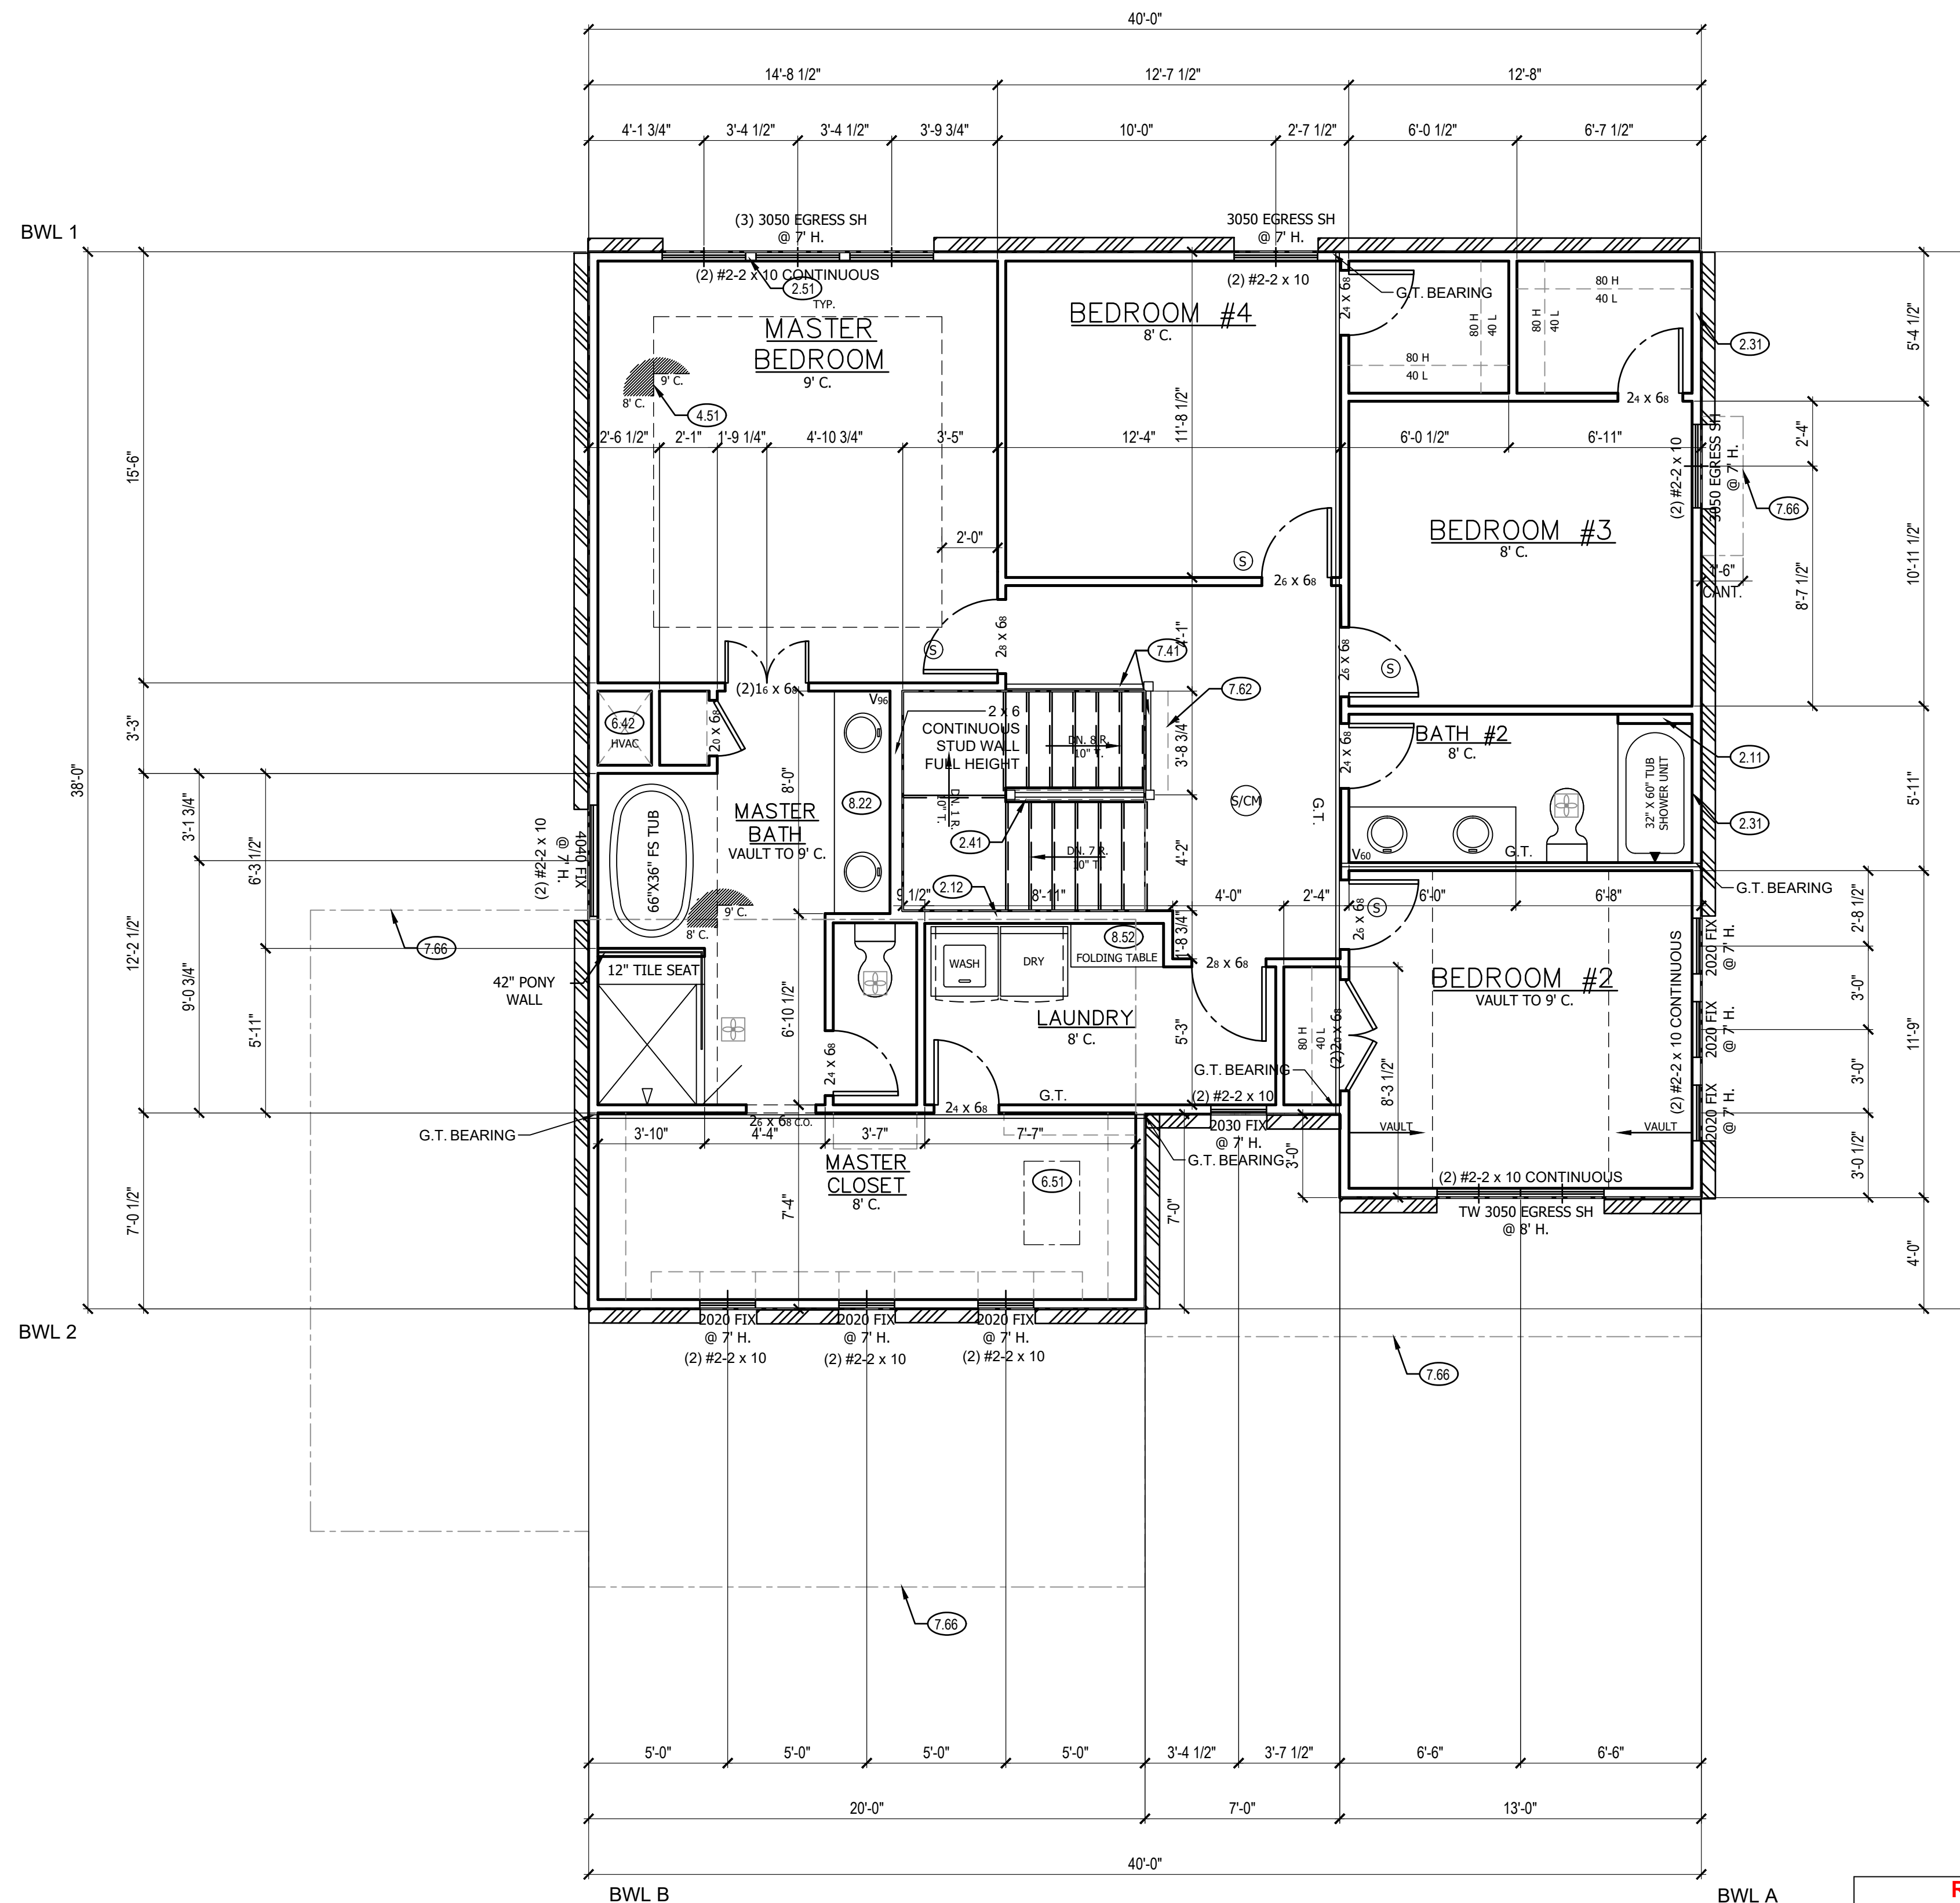 40'-0"
14'-8 1/2" 12'-7 1/2" 12'-8"
4'-1 3/4" 3'-4 1/2" 3'-4 1/2" 3'-9 3/4" 10'-0" 2'-7 1/2" 6'-0 1/2" 6'-7 1/2"
BWL 1
(3) 3050 EGRESS SH
@ 7' H.
3050 EGRESS SH
@ 7' H.
(2) #2-2 x 10 CONTINUOUS
2.51
TYP.
(2) #2-2 x 10
G.T. BEARING
MASTER
BEDROOM
9' C.
9' C.
8' C.
4.51
BEDROOM #4
8' C.
24 x 68
80 H
40 L
80 H
40 L
80 H
40 L
80 H
40 L
2.31
24 x 68
5'-4 1/2"
2'-6 1/2" 2'-1" 1'-9 1/4" 4'-10 3/4" 3'-5" 12'-4" 6'-0 1/2" 6'-11"
11'-8 1/2"
15'-6"
2'-0"
BEDROOM #3
8' C.
(2) #2-2 x 10
3050 EGRESS SH
@ 7' H.
2'-4"
7.66
10'-11 1/2"
8'-7 1/2"
1'-6"
CANT.
S
26 x 68
28 x 68
S
26 x 68
S
7.41
7.62
(2)16 x 68
V96
6.42
HVAC
20 x 68
3'-3"
38'-0"
2 x 6
CONTINUOUS
STUD WALL
FULL HEIGHT
DN. 8 R.
10" T.
3'-8 3/4"
DN. 1 R.
10" T.
BATH #2
8' C.
24 x 68
2.11
32" X 60" TUB
SHOWER UNIT
2.31
5'-11"
8'-0"
8.22
MASTER
BATH
VAULT TO 9' C.
66"X36" FS TUB
(2) #2-2 x 10
4040 FIX
@ 7' H.
3'-1 3/4"
6'-3 1/2"
2.41
DN. 7 R.
10" T.
4'-2"
S/CM
G.T.
V60
G.T.
G.T. BEARING
2.12
9 1/2" 8'-11" 4'-0" 2'-4" 6'-0" 6'-8"
9' C.
8' C.
7.66
12'-2 1/2"
9'-0 3/4"
5'-11"
42" PONY
WALL
12" TILE SEAT
WASH
DRY
8.52
FOLDING TABLE
1'-8 3/4"
28 x 68
26 x 68
S
BEDROOM #2
VAULT TO 9' C.
(2) #2-2 x 10 CONTINUOUS
2020 FIX
@ 7' H.
2020 FIX
@ 7' H.
2020 FIX
@ 7' H.
2'-8 1/2"
3'-0"
3'-0"
3'-0 1/2"
11'-9"
LAUNDRY
8' C.
5'-3"
6'-10 1/2"
24 x 68
80 H
40 L
(2)20 x 68
8'-3 1/2"
G.T. BEARING
G.T.
(2) #2-2 x 10
24 x 68
26 x 68 C.O.
G.T. BEARING
3'-10" 4'-4" 3'-7" 7'-7"
2030 FIX
@ 7' H.
G.T. BEARING
3'-0"
VAULT
VAULT
MASTER
CLOSET
8' C.
6.51
7'-4"
7'-0"
7'-0 1/2"
(2) #2-2 x 10 CONTINUOUS
TW 3050 EGRESS SH
@ 8' H.
4'-0"
BWL 2
2020 FIX
@ 7' H.
(2) #2-2 x 10
2020 FIX
@ 7' H.
(2) #2-2 x 10
2020 FIX
@ 7' H.
(2) #2-2 x 10
7.66
7.66
5'-0" 5'-0" 5'-0" 5'-0" 3'-4 1/2" 3'-7 1/2" 6'-6" 6'-6"
20'-0" 7'-0" 13'-0"
40'-0"
BWL B
BWL A